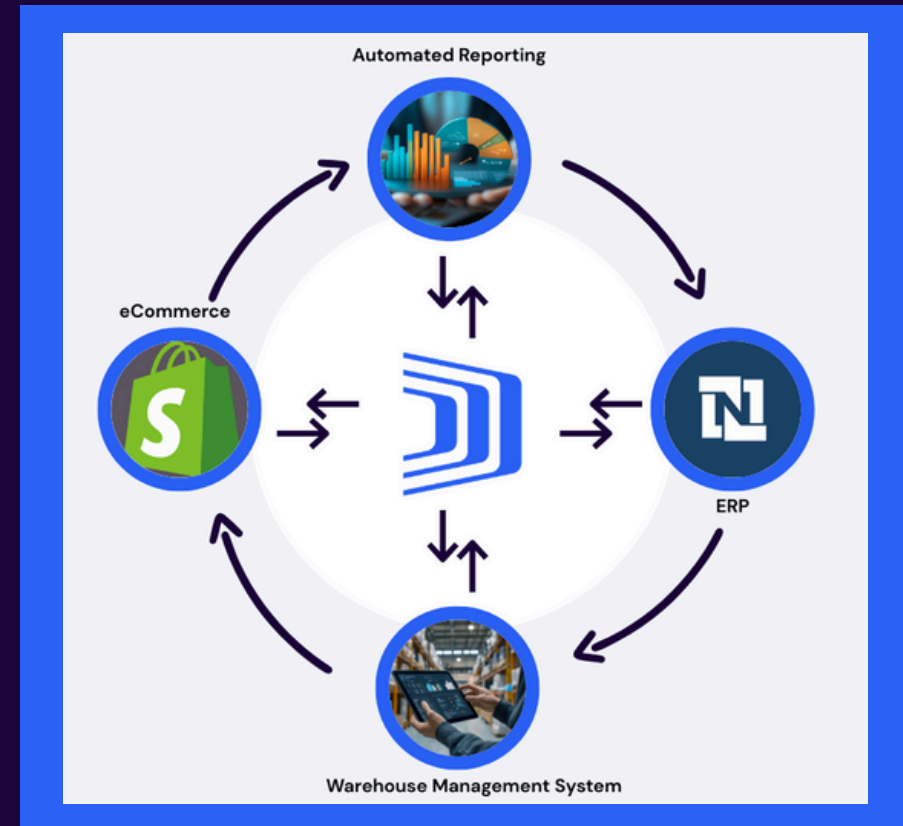 Automated Reporting
eCommerce
S
N
ERP
Warehouse Management System